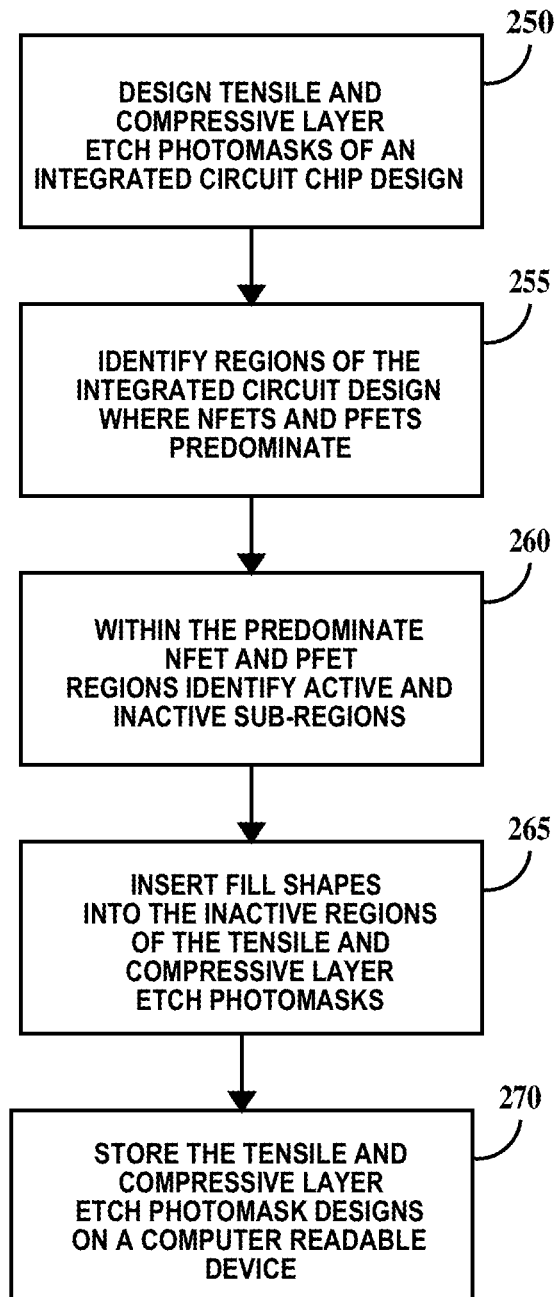 250
DESIGN TENSILE AND
COMPRESSIVE LAYER
ETCH PHOTOMASKS OF AN
INTEGRATED CIRCUIT CHIP DESIGN
255
IDENTIFY REGIONS OF THE
INTEGRATED CIRCUIT DESIGN
WHERE NFETS AND PFETS
PREDOMINATE
260
WITHIN THE PREDOMINATE
NFET AND PFET
REGIONS IDENTIFY ACTIVE AND
INACTIVE SUB-REGIONS
265
INSERT FILL SHAPES
INTO THE INACTIVE REGIONS
OF THE TENSILE AND
COMPRESSIVE LAYER
ETCH PHOTOMASKS
270
STORE THE TENSILE AND
COMPRESSIVE LAYER
ETCH PHOTOMASK DESIGNS
ON A COMPUTER READABLE
DEVICE